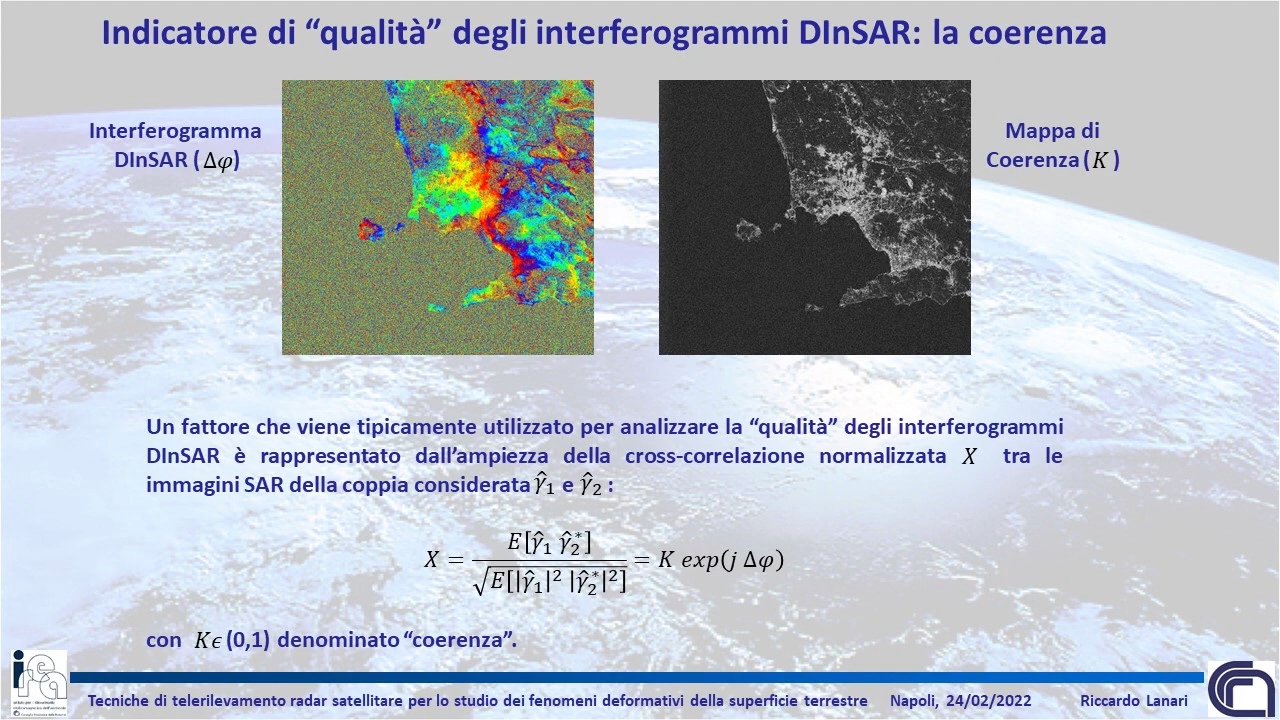 Indicatore di “qualità” degli interferogrammi DInSAR: la coerenza
Interferogramma
DInSAR ( Δφ)
Mappa di
Coerenza ( K )
Un fattore che viene tipicamente utilizzato per analizzare la “qualità” degli interferogrammi
DInSAR è rappresentato dall’ampiezza della cross-correlazione normalizzata X tra le
immagini SAR della coppia considerata γ̂₁ e γ̂₂ :
X = E[γ̂₁ γ̂₂*] / √E[|γ̂₁|² |γ̂₂*|²] = K exp(j Δφ)
con Kϵ (0,1) denominato “coerenza”.
Tecniche di telerilevamento radar satellitare per lo studio dei fenomeni deformativi della superficie terrestre Napoli, 24/02/2022 Riccardo Lanari